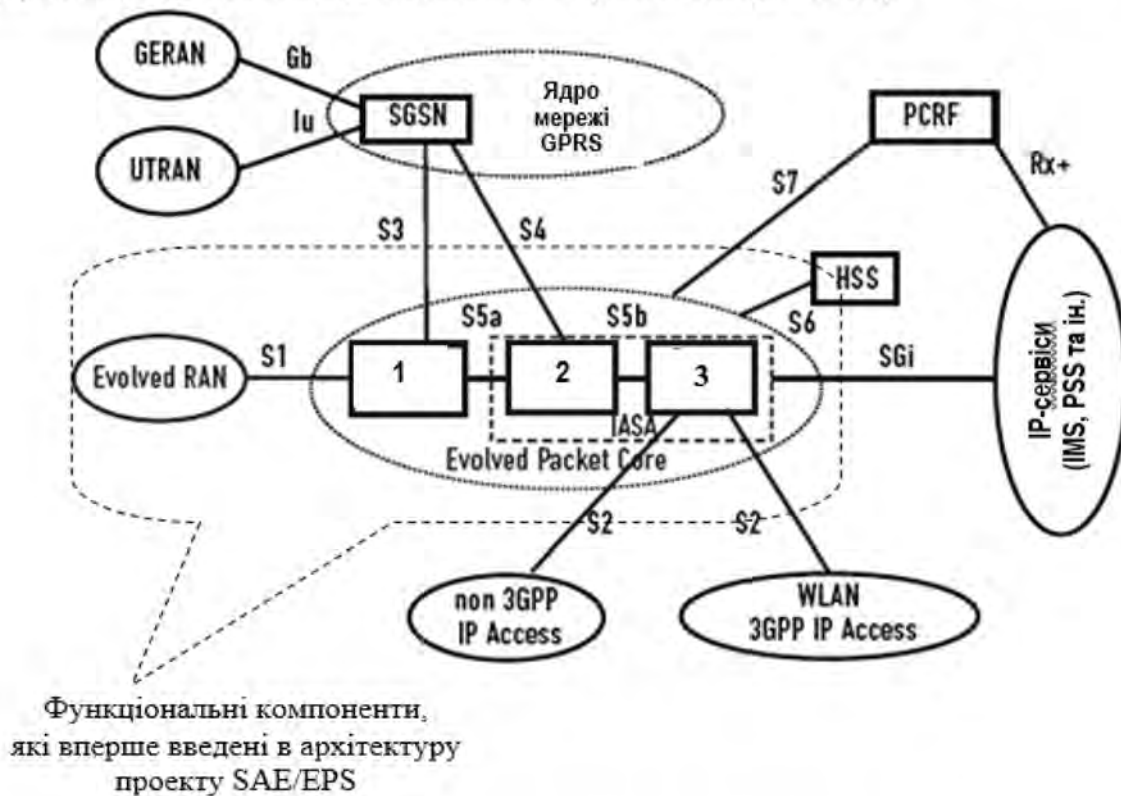 GERAN
Gb
Ядро
мережі
GPRS
SGSN
PCRF
Iu
UTRAN
Rx+
S7
S3
S4
HSS
S5a
S5b
S6
S1
SGi
Evolved RAN
1
2
3
IASA
Evolved Packet Core
IP-сервіси
(IMS, PSS та ін.)
S2
S2
non 3GPP
IP Access
WLAN
3GPP IP Access
Функціональні компоненти,
які вперше введені в архітектуру
проекту SAE/EPS